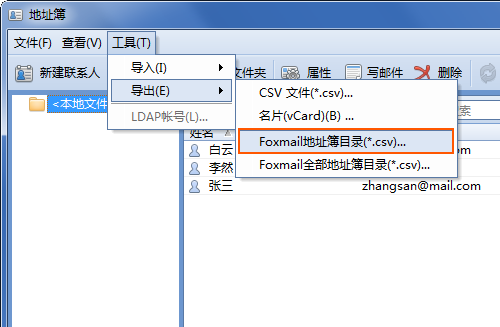 地址簿
文件(F) 查看(V) 工具(T)
新建联系人 文件夹 属性 写邮件 删除
导入(I)
导出(E)
LDAP帐号(L)...
CSV 文件(*.csv)...
名片(vCard)(B) ...
Foxmail地址簿目录(*.csv)...
Foxmail全部地址簿目录(*.csv)...
<本地文件
索
姓名
白云 om.com
李然
张三 zhangsan@mail.com